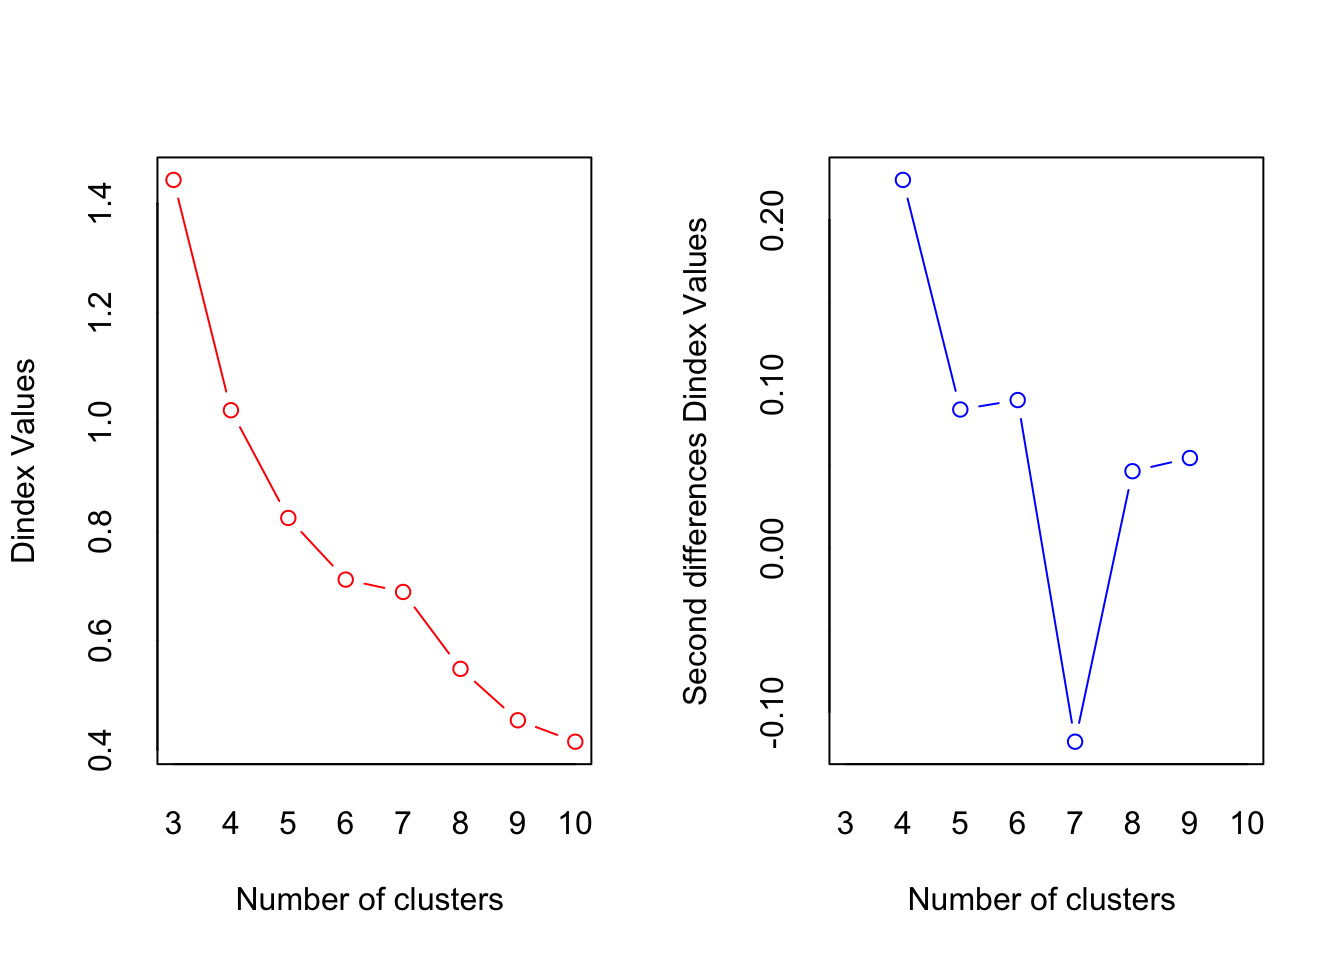 Dindex Values
1.4
1.2
1.0
0.8
0.6
0.4
3 4 5 6 7 8 9 10
Number of clusters
Second differences Dindex Values
0.20
0.10
0.00
-0.10
3 4 5 6 7 8 9 10
Number of clusters